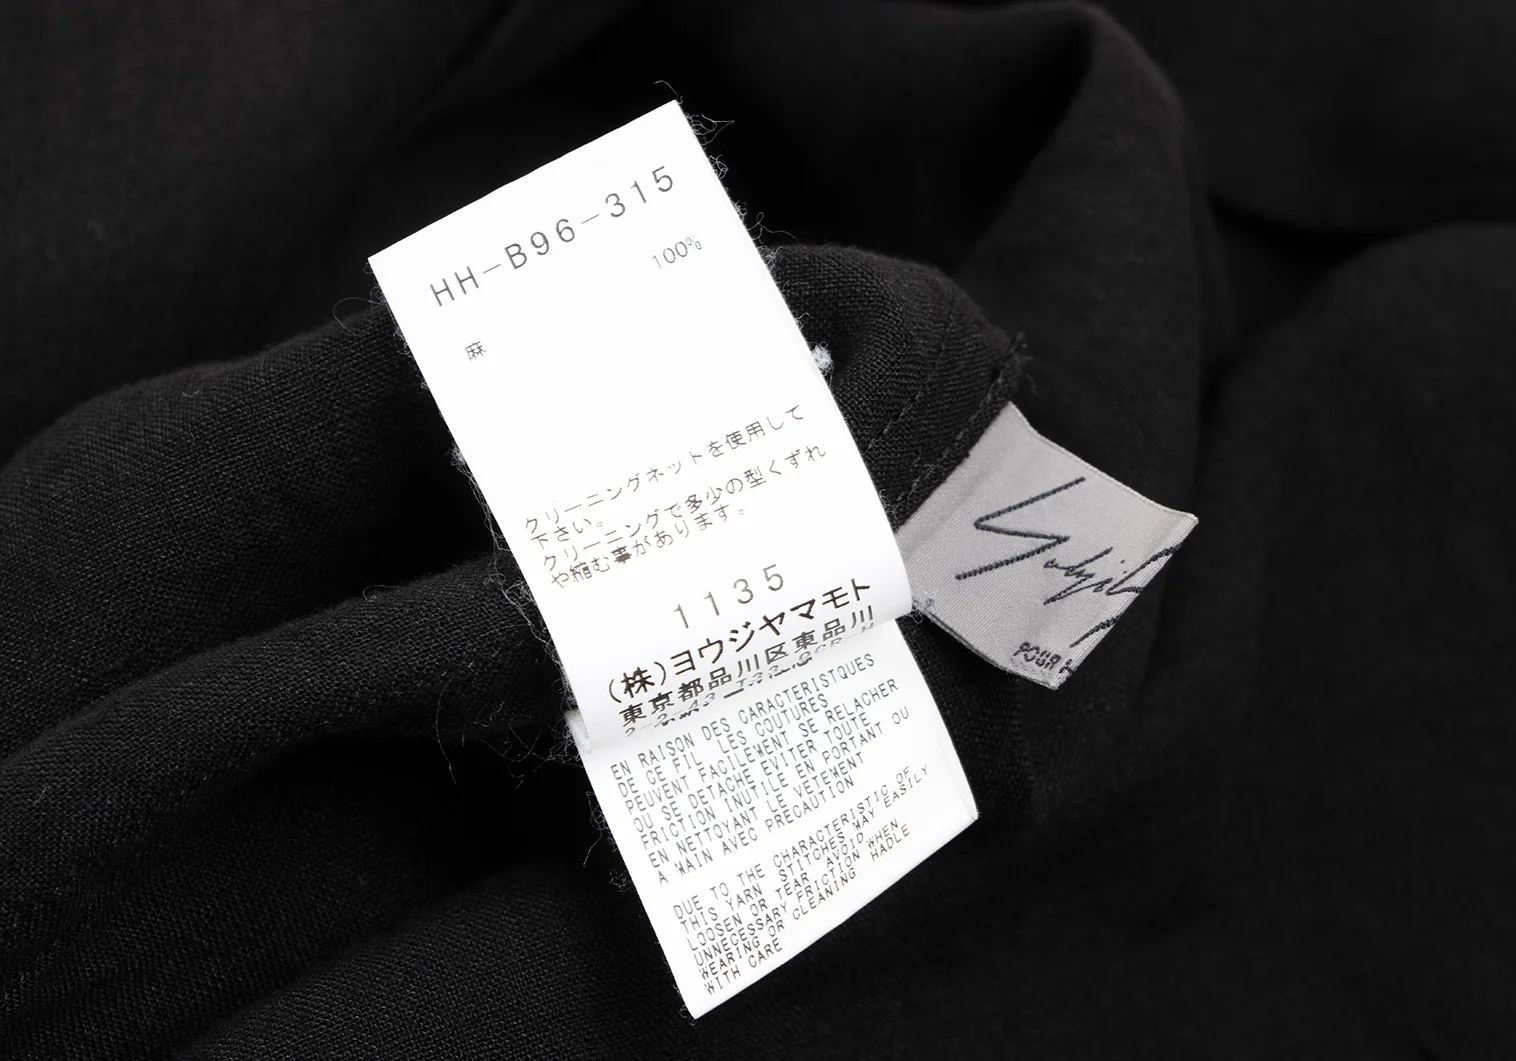 HH-B96-315
100%
麻
クリーニングネットを使用して
下さい。
クリーニングで多少の型くずれ
や縮む事があります。
1135
(株)ヨウジヤマモト
東京都品川区東品川
EN RAISON DES CARACTERISTQUES
DE CE FIL, LES COUTURES
PEUVENT FACILEMENT SE RELACHER
OU SE DETACHE EVITER TOUTE
FRICTION INUTILE EN PORTANT OU
EN NETTOYANT LE VETEMENT
A MAIN AVEC PRECAUTION
DUE TO THE CHARACTERISTIC OF
THIS YARN STITCHES MAY EASILY
LOOSEN OR TEAR AVOID
UNNECESSARY FRICTION WHEN
WEARING OR CLEANING. HADLE
WITH CARE
POUR H